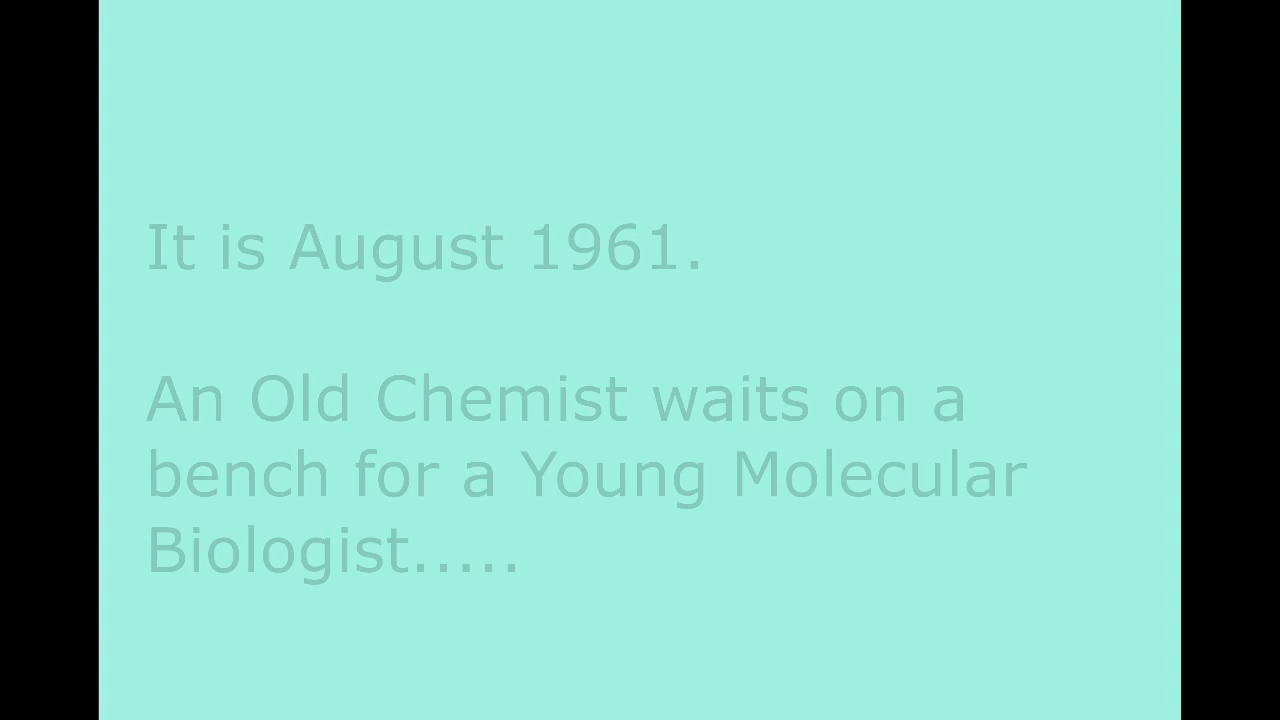 It is August 1961.
An Old Chemist waits on a
bench for a Young Molecular
Biologist.....